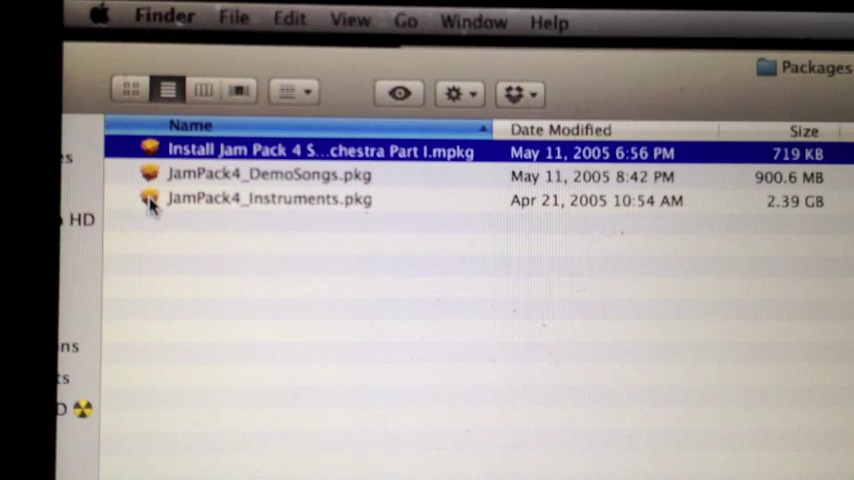 Finder File Edit View Go Window Help
Packages
Name Date Modified Size
Install Jam Pack 4 S...chestra Part I.mpkg May 11, 2005 6:56 PM 719 KB
JamPack4_DemoSongs.pkg May 11, 2005 8:42 PM 900.6 MB
JamPack4_Instruments.pkg Apr 21, 2005 10:54 AM 2.39 GB
HD